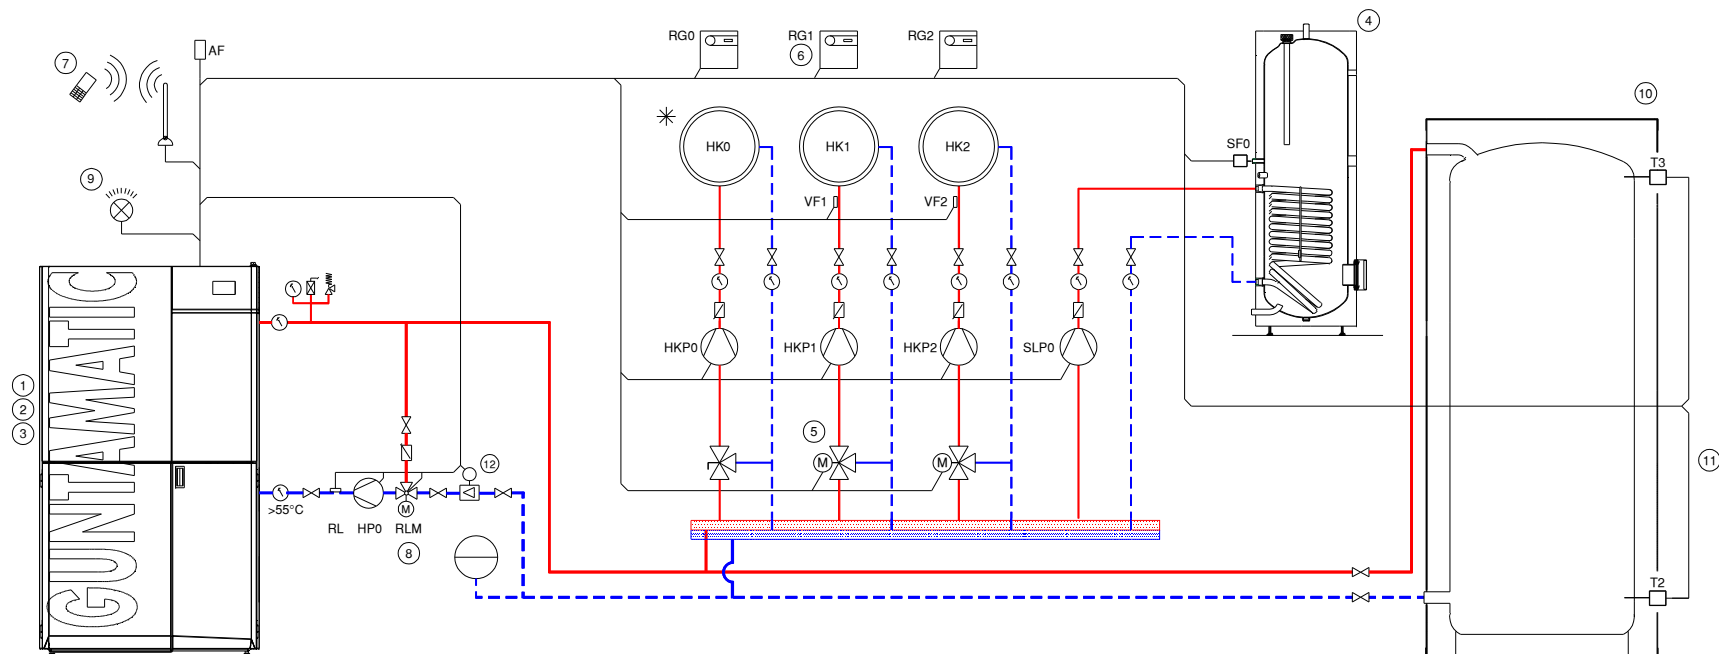 RG0
RG1
RG2
4
AF
6
7
10
HK0
HK1
HK2
SF0
T3
9
VF1
VF2
GUNTAMATIC
HKP0
HKP1
HKP2
SLP0
1
2
3
5
M
M
12
11
>55°C
M
RL
HP0
RLM
8
T2